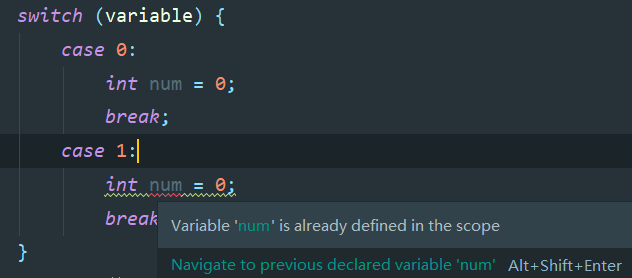 switch (variable) {
case 0:
int num = 0;
break;
case 1:
int num = 0;
break
Variable 'num' is already defined in the scope
Navigate to previous declared variable 'num' Alt+Shift+Enter
}